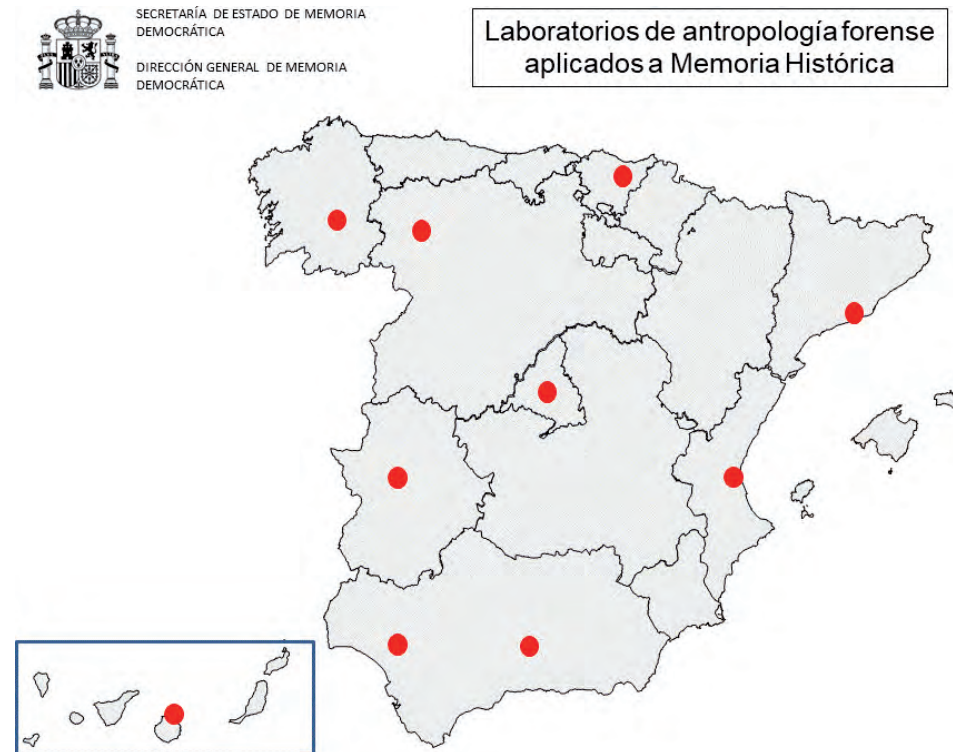 SECRETARÍA DE ESTADO DE MEMORIA
DEMOCRÁTICA
DIRECCIÓN GENERAL DE MEMORIA
DEMOCRÁTICA
Laboratorios de antropología forense
aplicados a Memoria Histórica